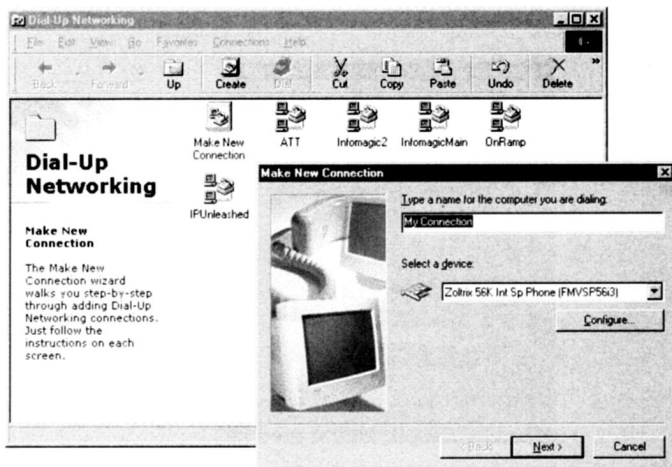 Dial-Up Networking
File Edit View Go Favorites Connections Help
Back Forward Up Create Dial Cut Copy Paste Undo Delete »
Dial-Up
Networking
Make New
Connection
The Make New
Connection wizard
walks you step-by-step
through adding Dial-Up
Networking connections.
Just follow the
instructions on each
screen.
Make New
Connection
ATT
Infomagic2
InfomagicMain
OnRamp
IPUnleashed
Make New Connection
Type a name for the computer you are dialing:
My Connection
Select a device:
Zoltrix 56K Int Sp Phone (FMVSP56i3)
Configure...
< Back Next > Cancel